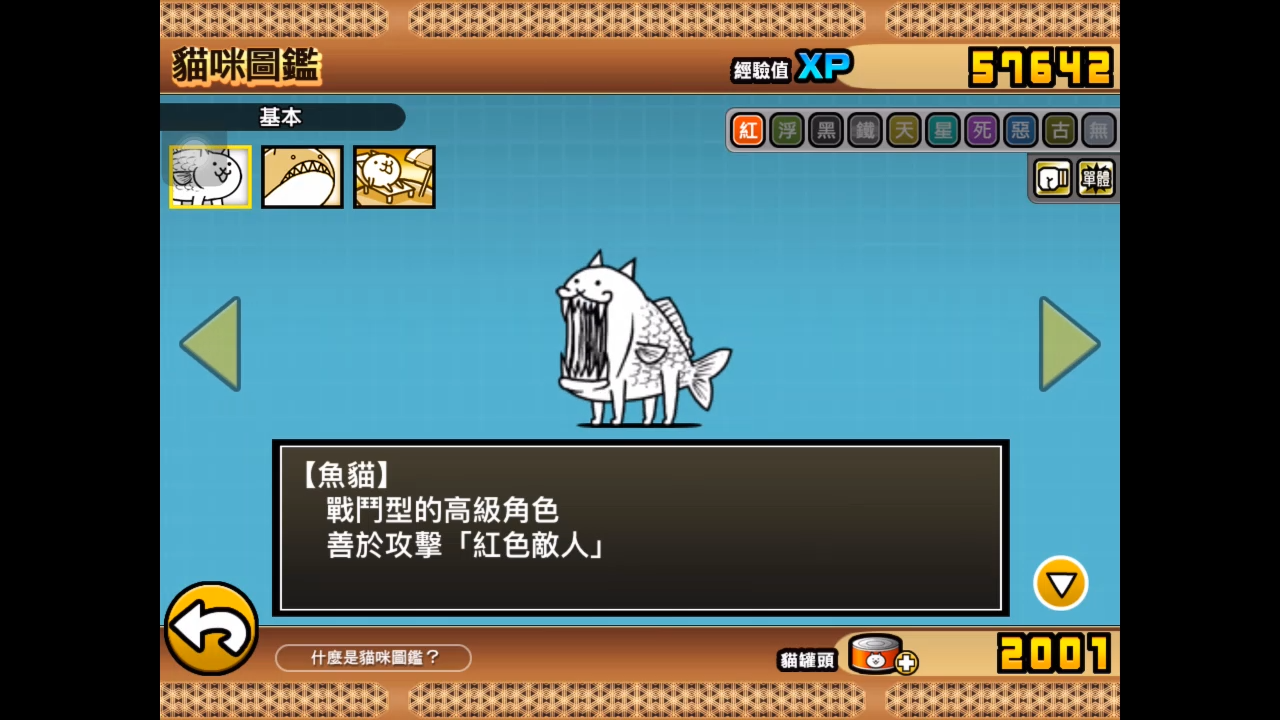 貓咪圖鑑
經驗值 XP 57642
基本
紅 浮 黑 鐵 天 星 死 惡 古 無
單體
【魚貓】
戰鬥型的高級角色
善於攻擊「紅色敵人」
什麼是貓咪圖鑑？
貓罐頭 2001